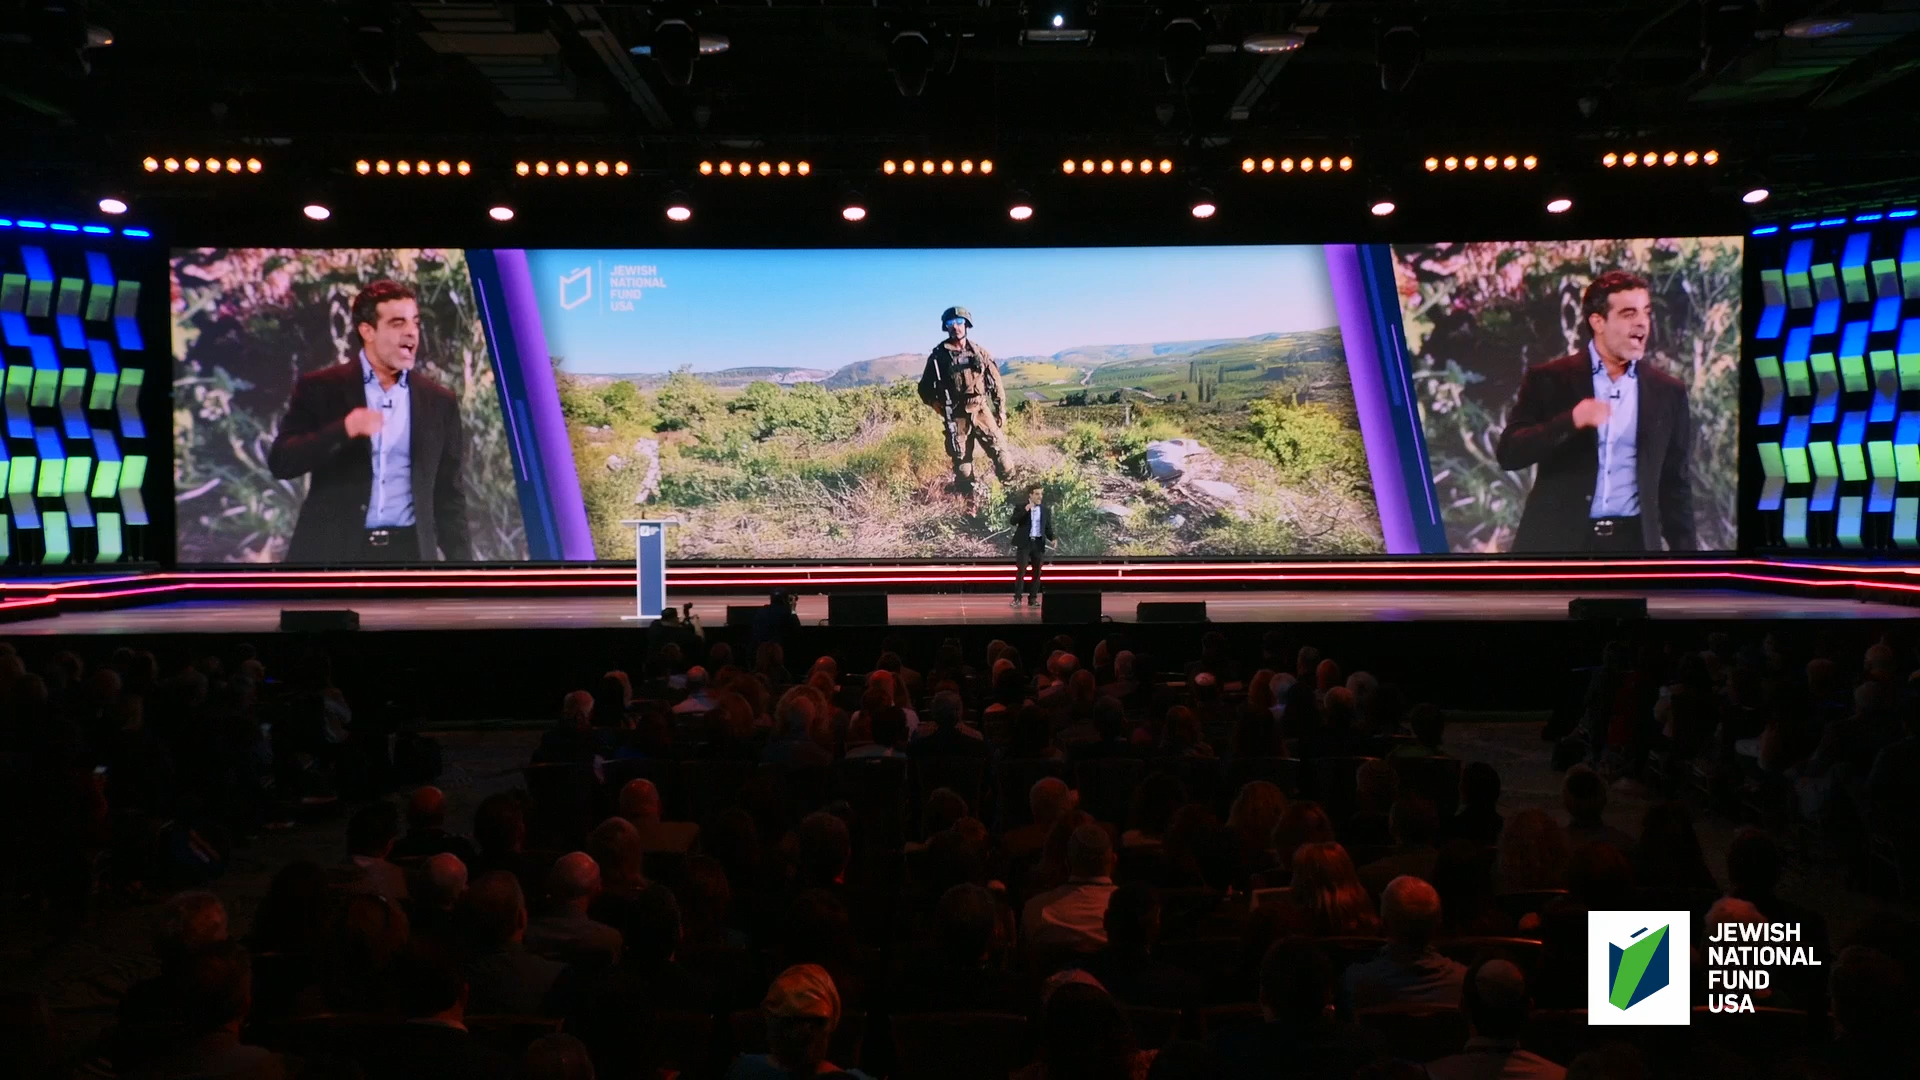 JEWISH
NATIONAL
FUND
USA
JEWISH
NATIONAL
FUND
USA